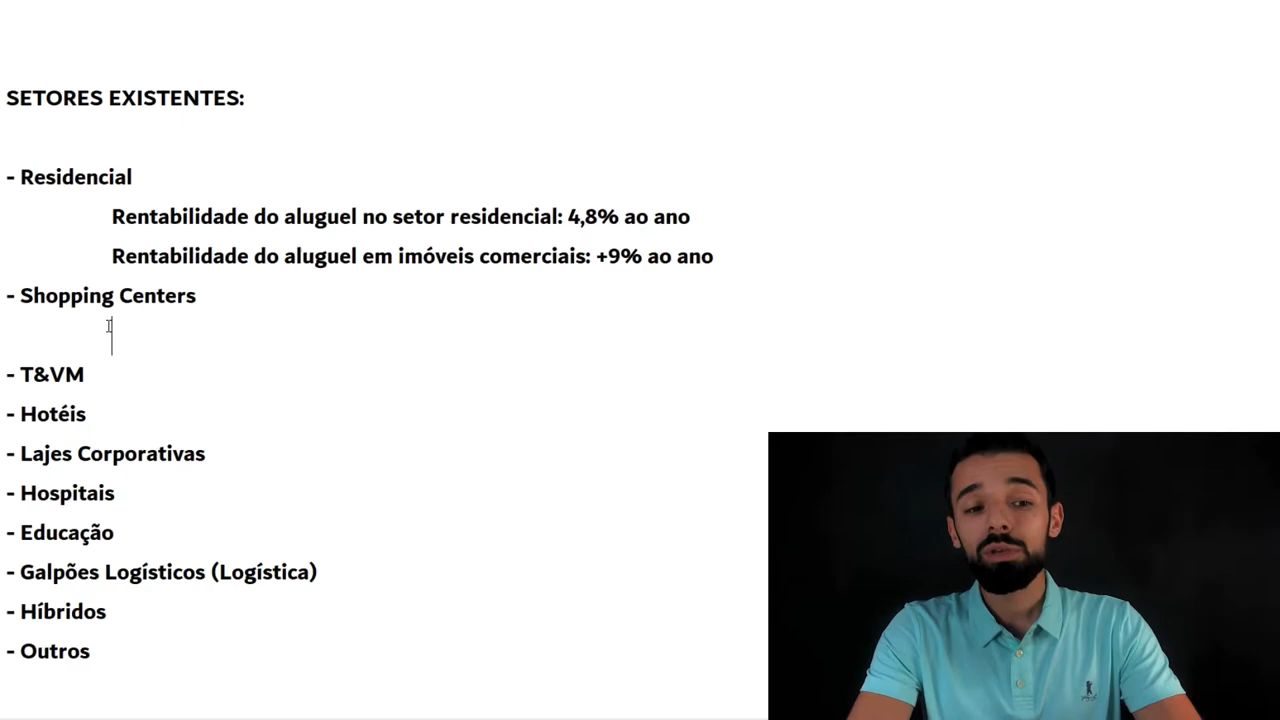 SETORES EXISTENTES:
- Residencial
Rentabilidade do aluguel no setor residencial: 4,8% ao ano
Rentabilidade do aluguel em imóveis comerciais: +9% ao ano
- Shopping Centers
- T&VM
- Hotéis
- Lajes Corporativas
- Hospitais
- Educação
- Galpões Logísticos (Logística)
- Híbridos
- Outros